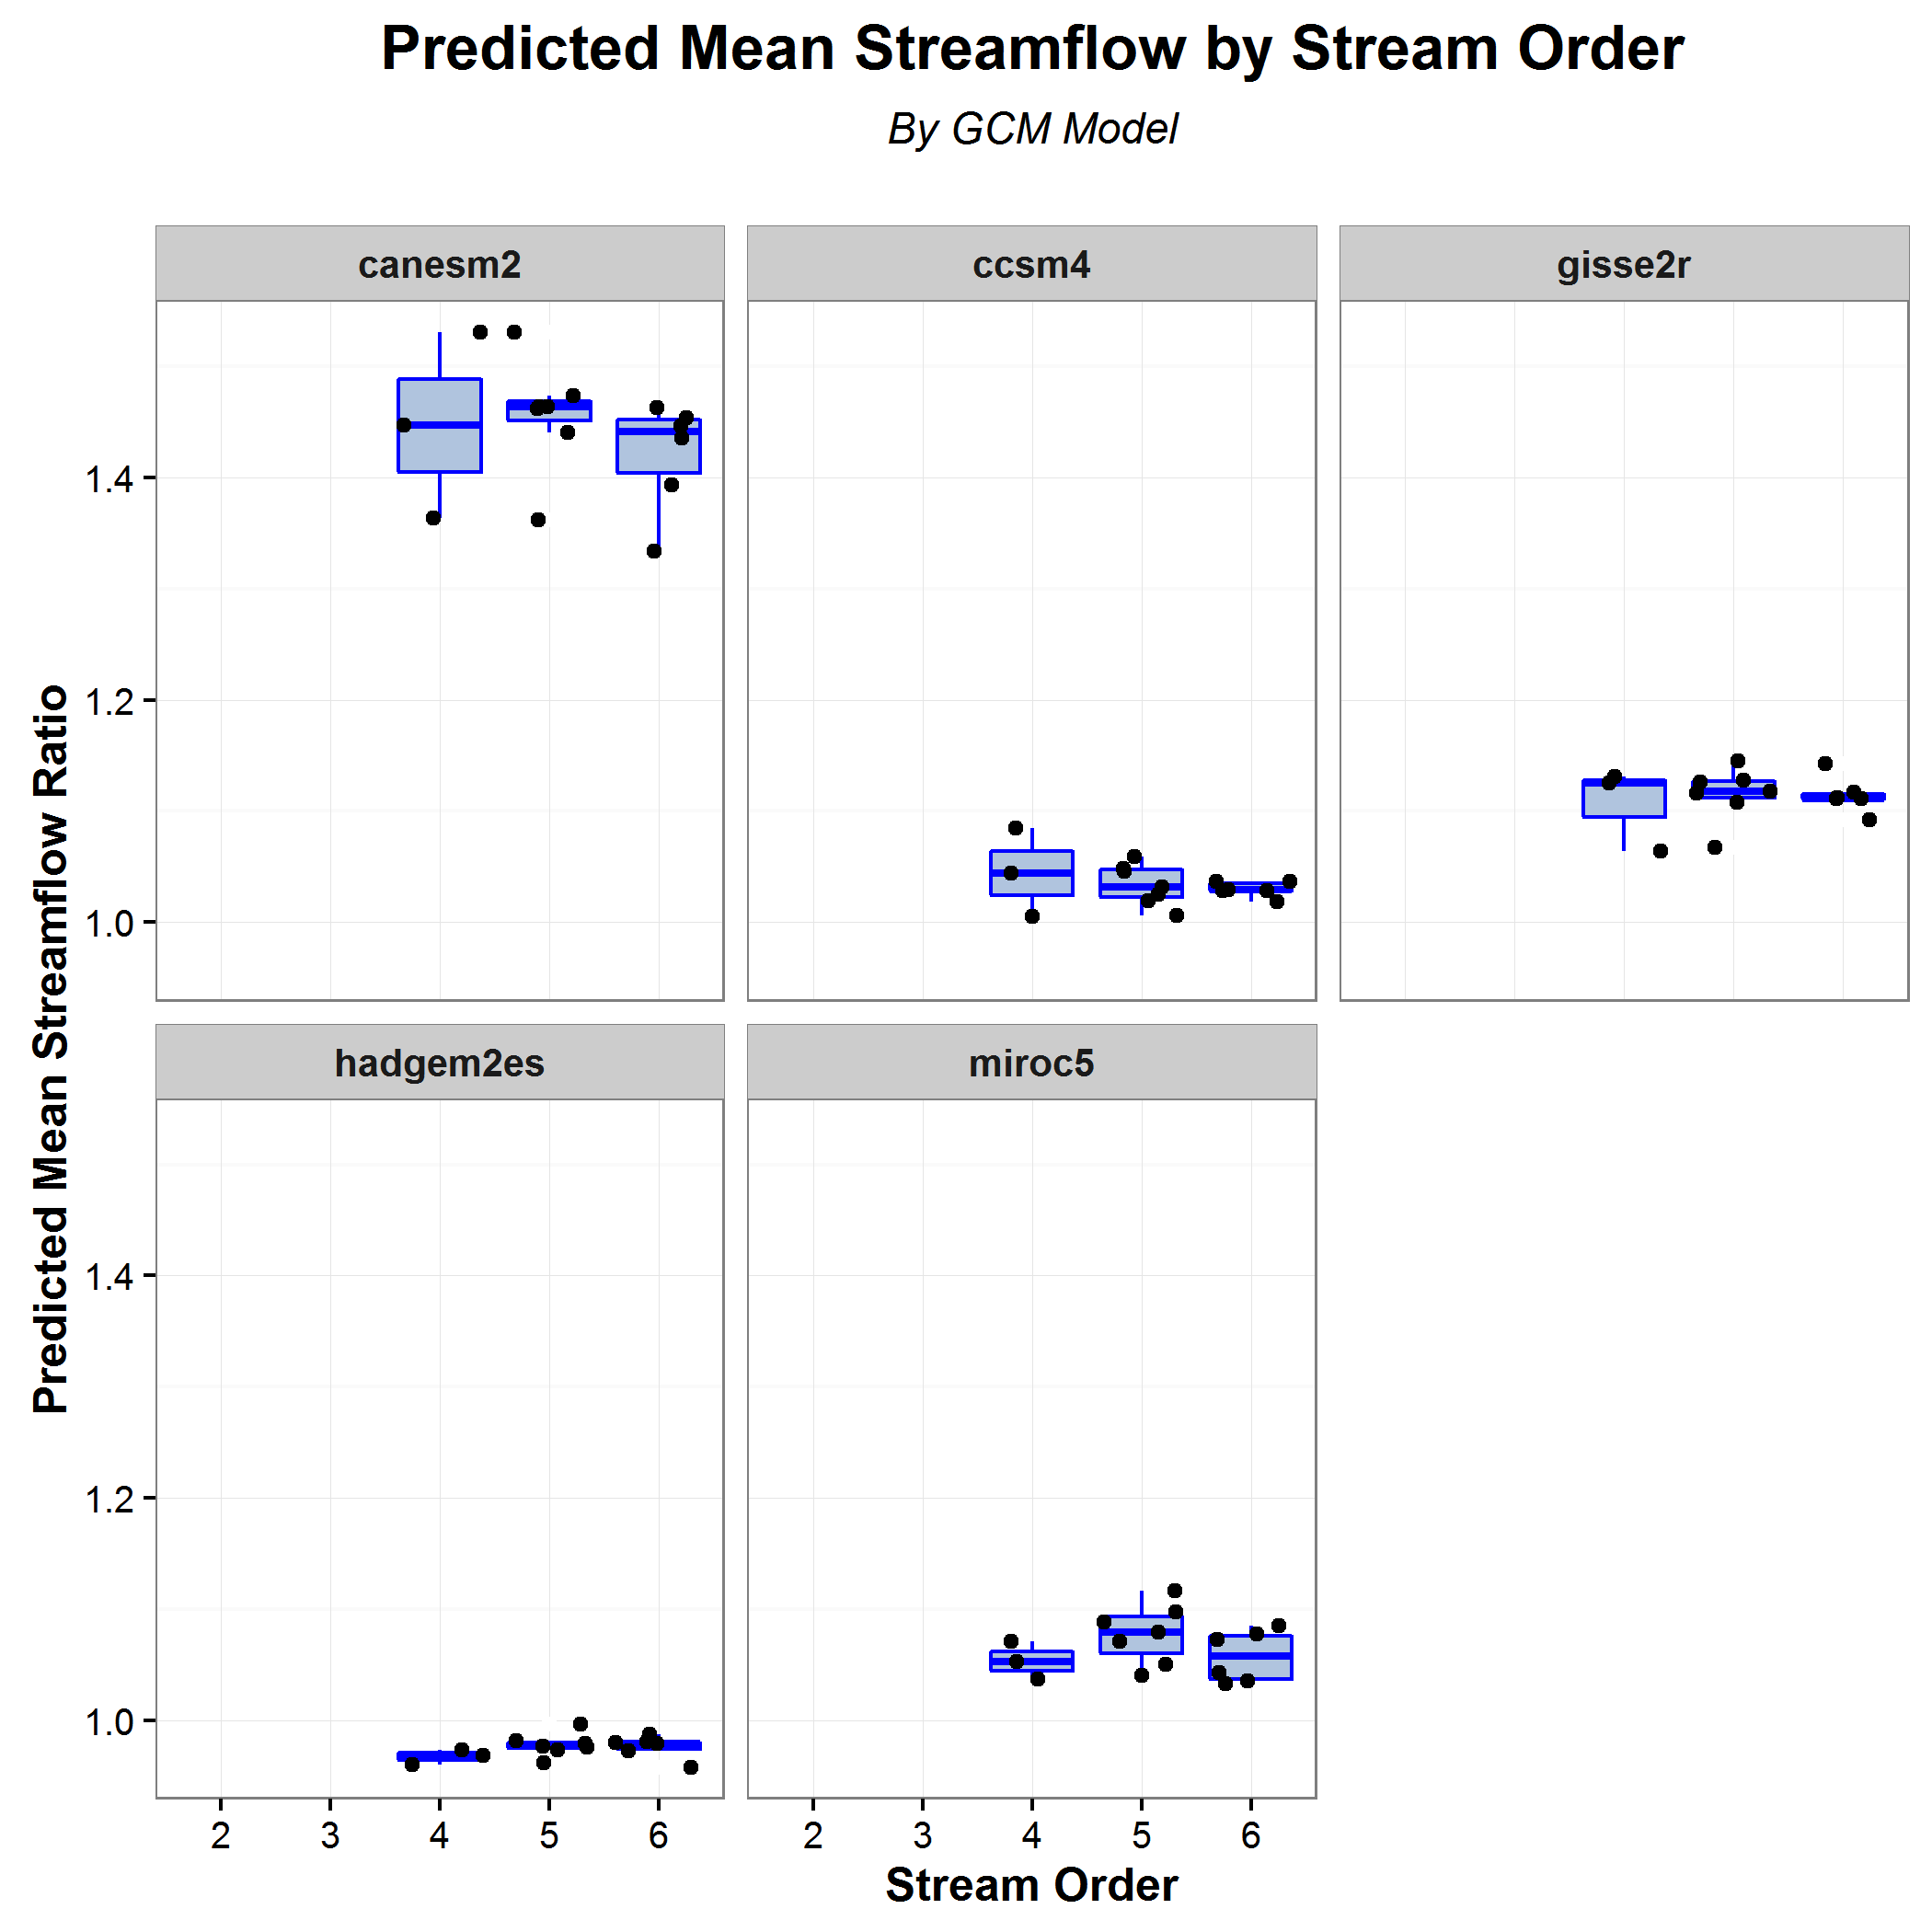 Predicted Mean Streamflow by Stream Order
By GCM Model
canesm2
ccsm4
gisse2r
1.4
1.2
1.0
Predicted Mean Streamflow Ratio
hadgem2es
miroc5
1.4
1.2
1.0
2 3 4 5 6
2 3 4 5 6
Stream Order